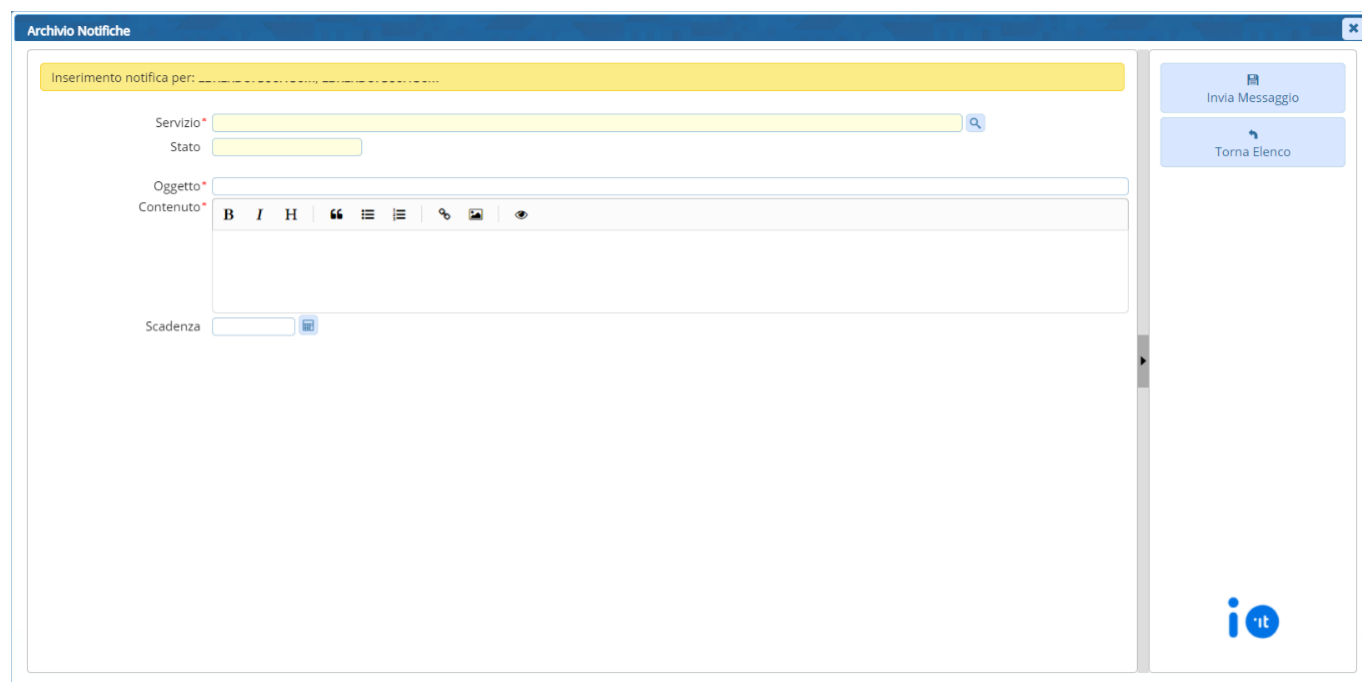 Archivio Notifiche
Inserimento notifica per:
Invia Messaggio
Torna Elenco
Servizio*
Stato
Oggetto*
Contenuto*
B I H
Scadenza
io it